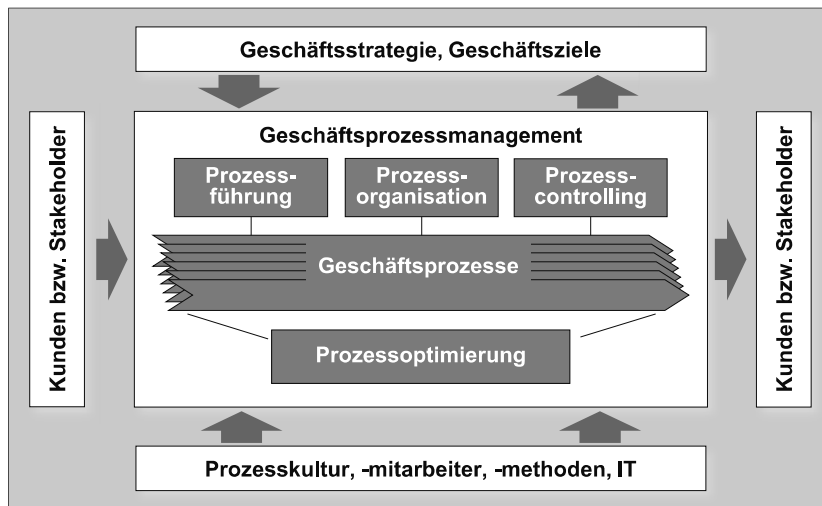 Geschäftsstrategie, Geschäftsziele
Kunden bzw. Stakeholder
Geschäftsprozessmanagement
Prozess-
führung
Prozess-
organisation
Prozess-
controlling
Geschäftsprozesse
Prozessoptimierung
Kunden bzw. Stakeholder
Prozesskultur, -mitarbeiter, -methoden, IT